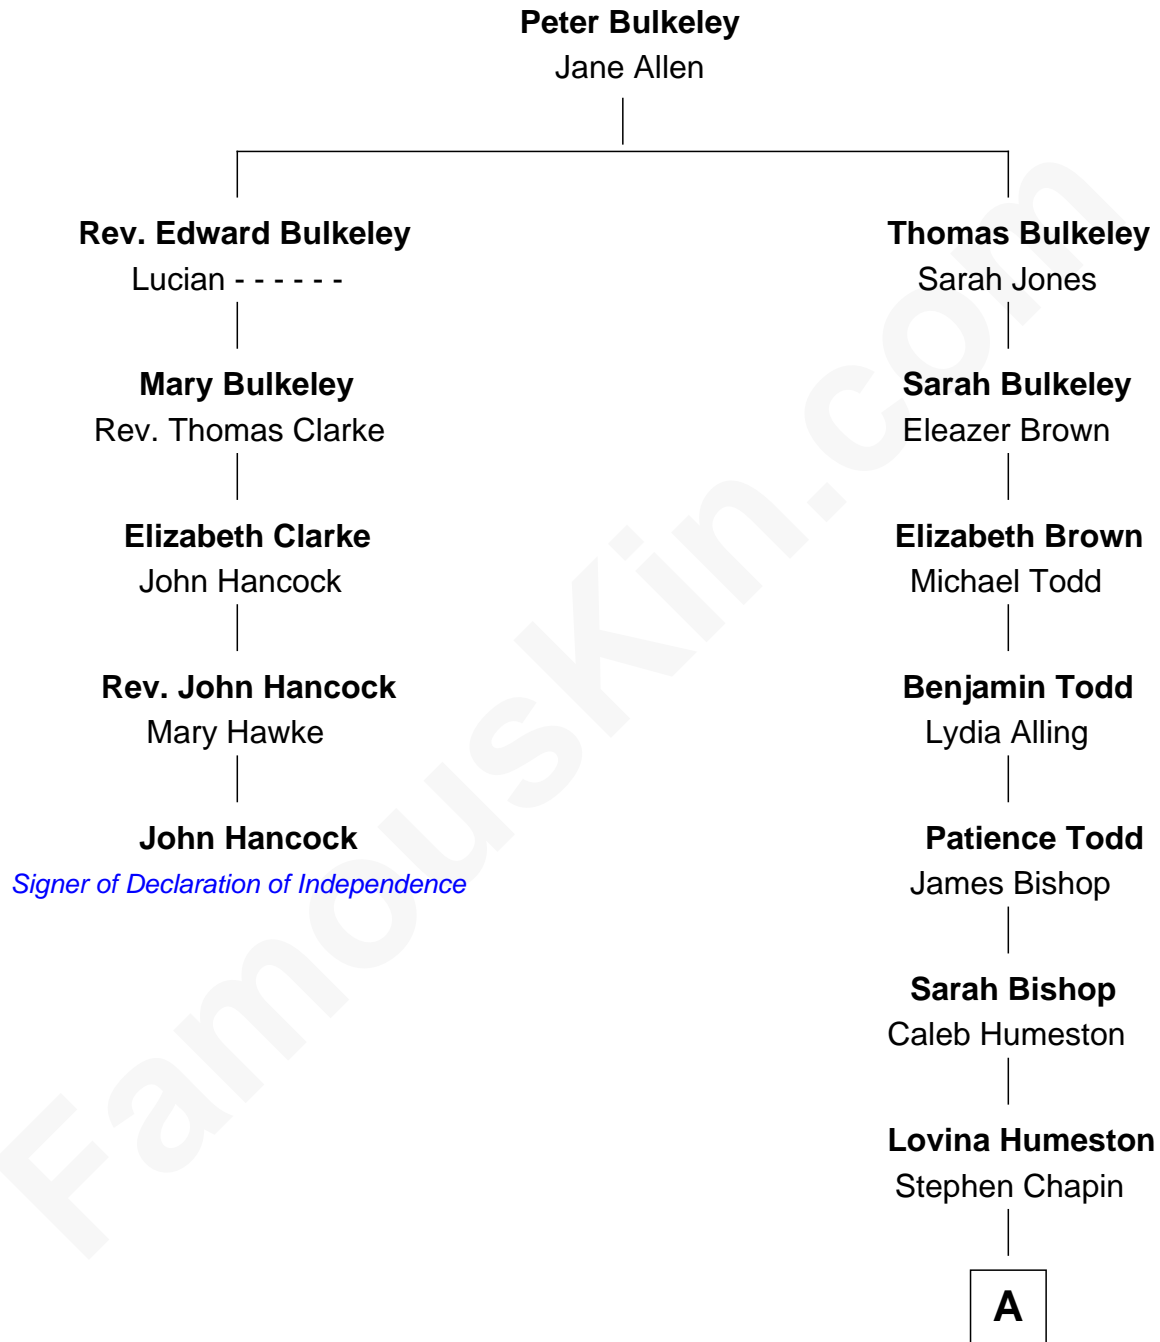 Peter Bulkeley
Jane Allen
Rev. Edward Bulkeley
Lucian - - - - - -
Thomas Bulkeley
Sarah Jones
Mary Bulkeley
Rev. Thomas Clarke
Sarah Bulkeley
Eleazer Brown
Elizabeth Clarke
John Hancock
Elizabeth Brown
Michael Todd
Rev. John Hancock
Mary Hawke
Benjamin Todd
Lydia Alling
John Hancock
Signer of Declaration of Independence
Patience Todd
James Bishop
Sarah Bishop
Caleb Humeston
Lovina Humeston
Stephen Chapin
A
FamousKin.com